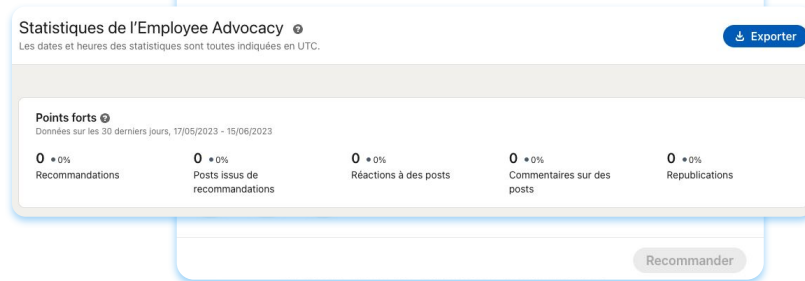 Statistiques de l'Employee Advocacy
Les dates et heures des statistiques sont toutes indiquées en UTC.
Exporter
Points forts
Données sur les 30 derniers jours, 17/05/2023 - 15/06/2023
0 • 0%
Recommandations
0 • 0%
Posts issus de
recommandations
0 • 0%
Réactions à des posts
0 • 0%
Commentaires sur des
posts
0 • 0%
Republications
Recommander